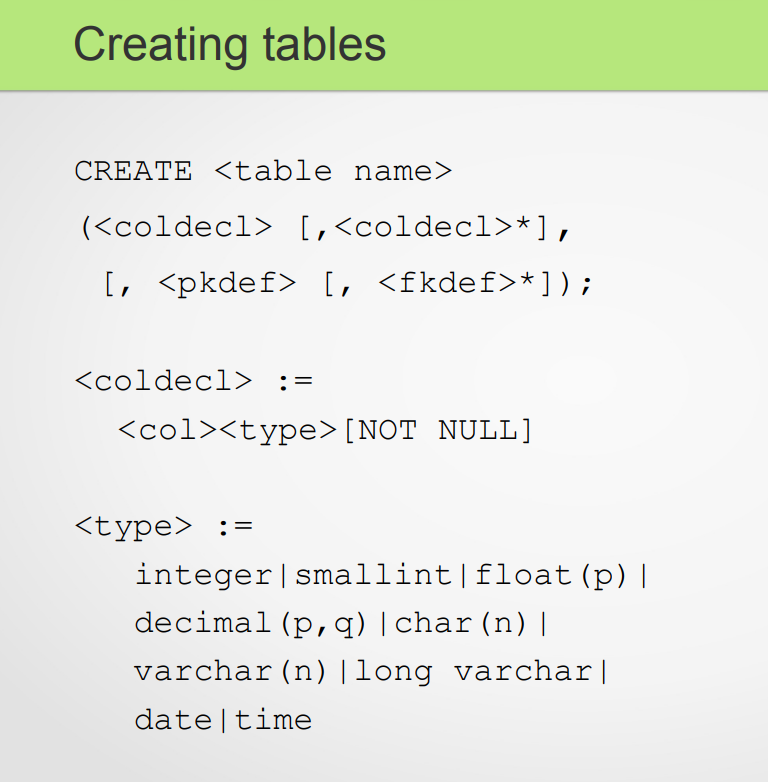 Creating tables
CREATE <table name>
(<coldecl> [,<coldecl>*],
[, <pkdef> [, <fkdef>*]);
<coldecl> :=
<col><type>[NOT NULL]
<type> :=
integer|smallint|float(p)|
decimal(p,q)|char(n)|
varchar(n)|long varchar|
date|time